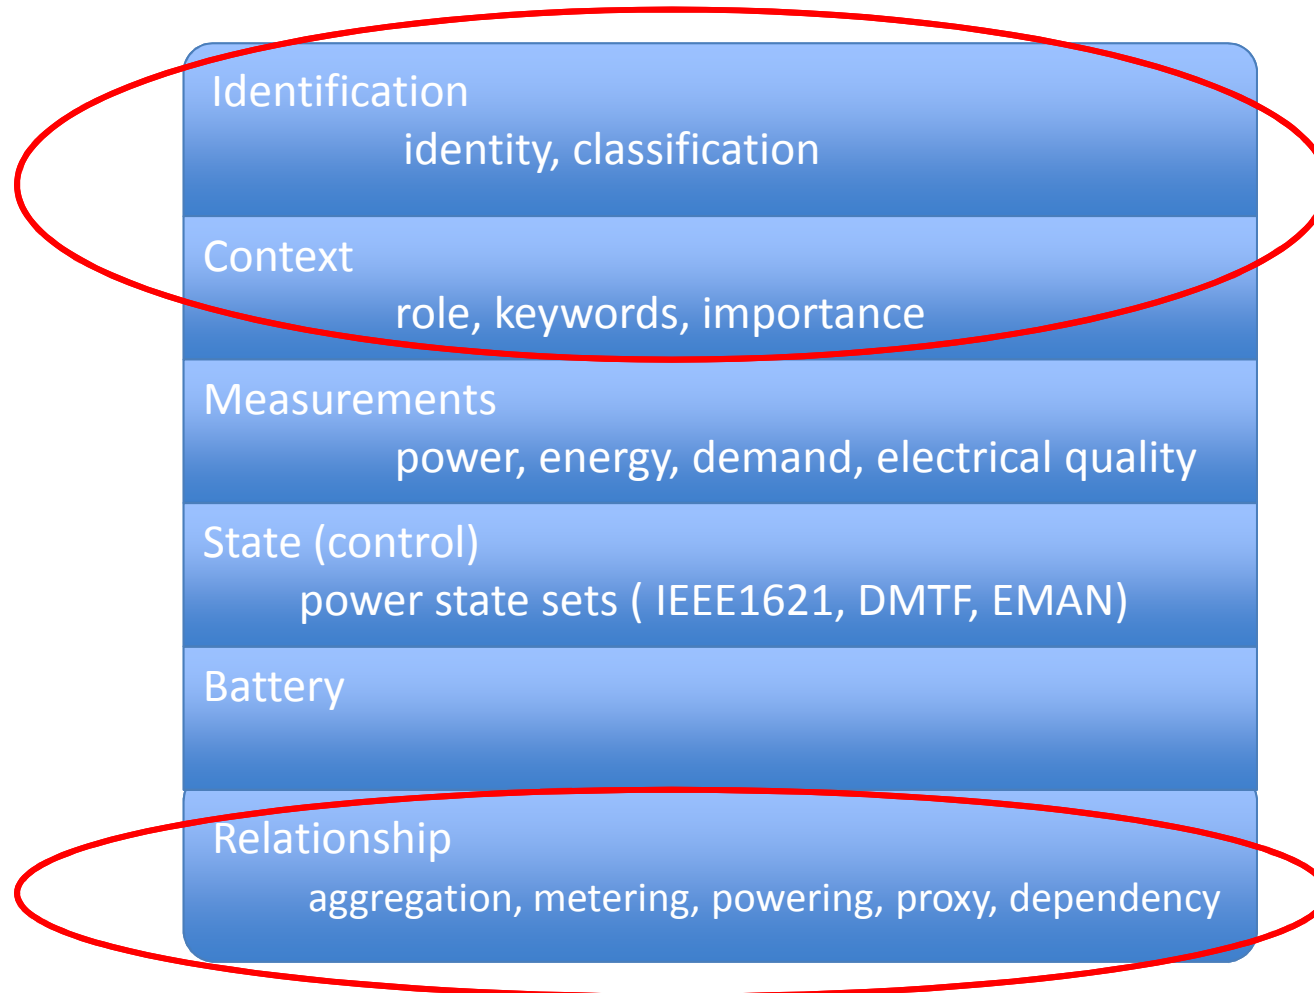 Identification
identity, classification
Context
role, keywords, importance
Measurements
power, energy, demand, electrical quality
State (control)
power state sets ( IEEE1621, DMTF, EMAN)
Battery
Relationship
aggregation, metering, powering, proxy, dependency